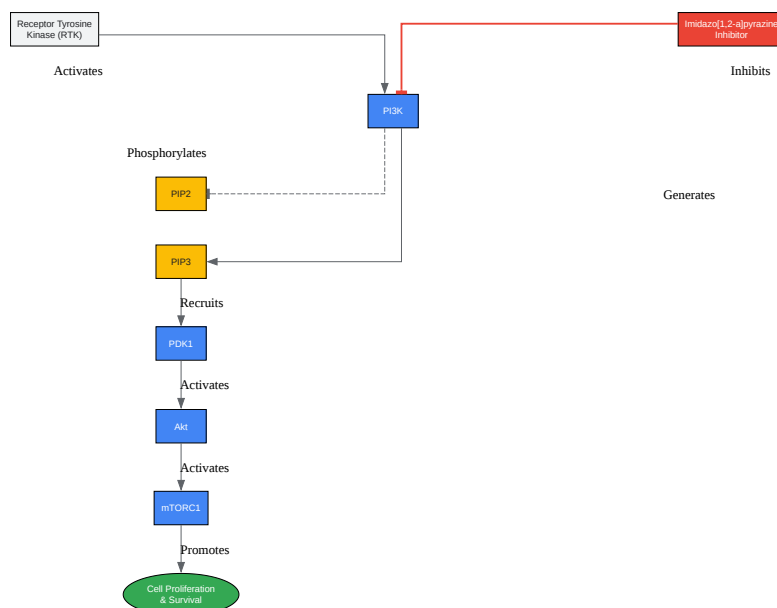 Receptor Tyrosine
Kinase (RTK)
Imidazo[1,2-a]pyrazine
Inhibitor
Activates
Inhibits
PI3K
Phosphorylates
PIP2
Generates
PIP3
Recruits
PDK1
Activates
Akt
Activates
mTORC1
Promotes
Cell Proliferation
& Survival